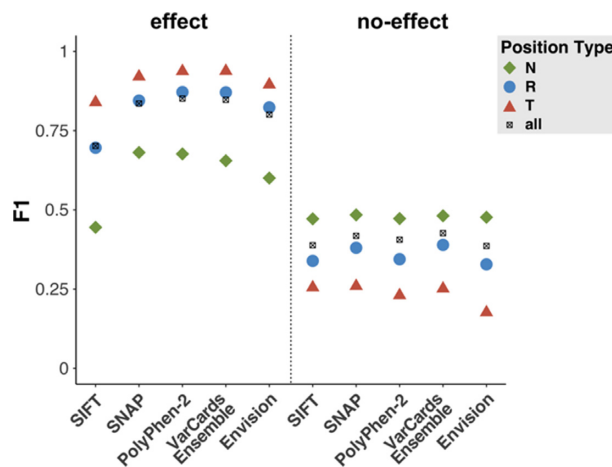 effect
no-effect
Position Type
N
R
T
all
F1
1
0.75
0.5
0.25
0
SIFT
SNAP
PolyPhen-2
VarCards
Ensemble
Envision
SIFT
SNAP
PolyPhen-2
VarCards
Ensemble
Envision